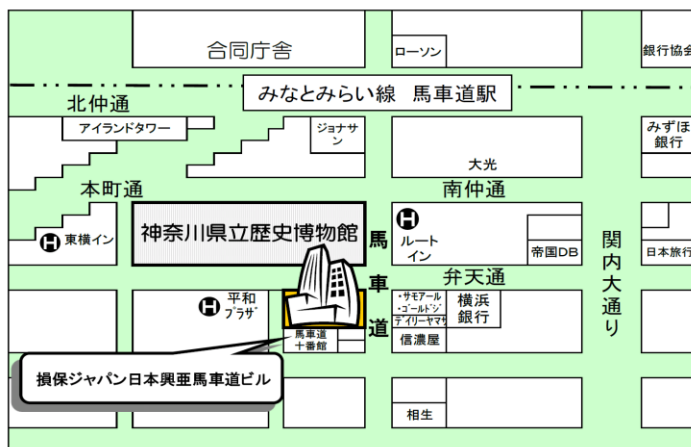 合同庁舎
ローソン
銀行協会
みなとみらい線 馬車道駅
北仲通
アイランドタワー
ジョナサ
ン
大光
みずほ
銀行
本町通
南仲通
神奈川県立歴史博物館
馬車道
H
東横イン
H
ルート
イン
帝国DB
日本旅行
関内大通り
弁天通
H
平和
プラザ
・サモアール
・ゴールドジ
デイリーヤマサ
横浜
銀行
馬車道
十番館
信濃屋
損保ジャパン日本興亜馬車道ビル
相生